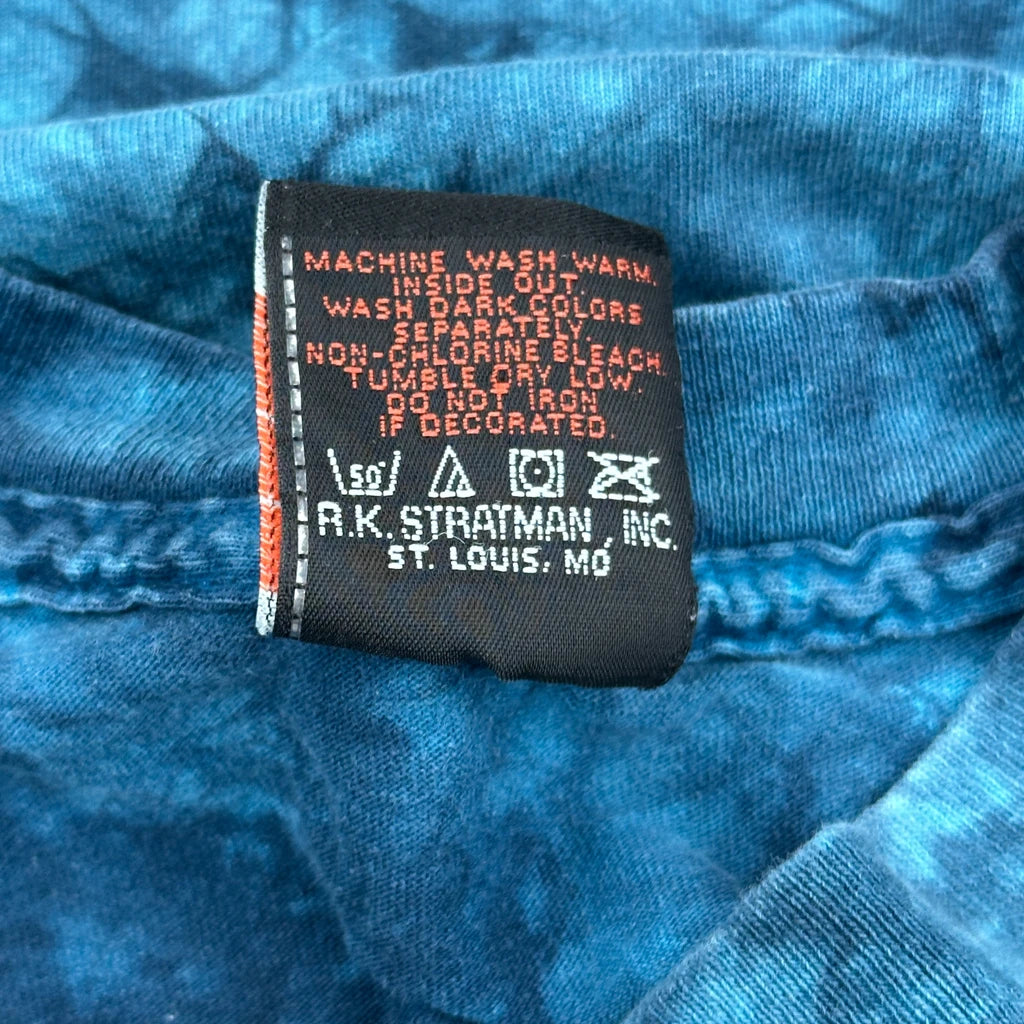 MACHINE WASH WARM.
INSIDE OUT.
WASH DARK COLORS
SEPARATELY.
NON-CHLORINE BLEACH.
TUMBLE DRY LOW.
DO NOT IRON
IF DECORATED.
50°
R.K. STRATMAN, INC.
ST. LOUIS, MO